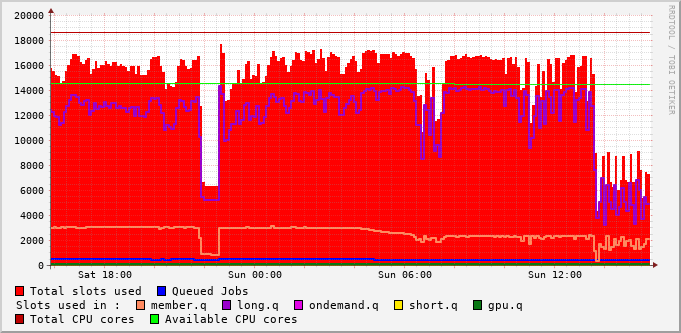 20000
18000
16000
14000
12000
10000
8000
6000
4000
2000
0
Sat 18:00 Sun 00:00 Sun 06:00 Sun 12:00
RRDTOOL / TOBI OETIKER
Total slots used Queued Jobs
Slots used in : member.q long.q ondemand.q short.q gpu.q
Total CPU cores Available CPU cores